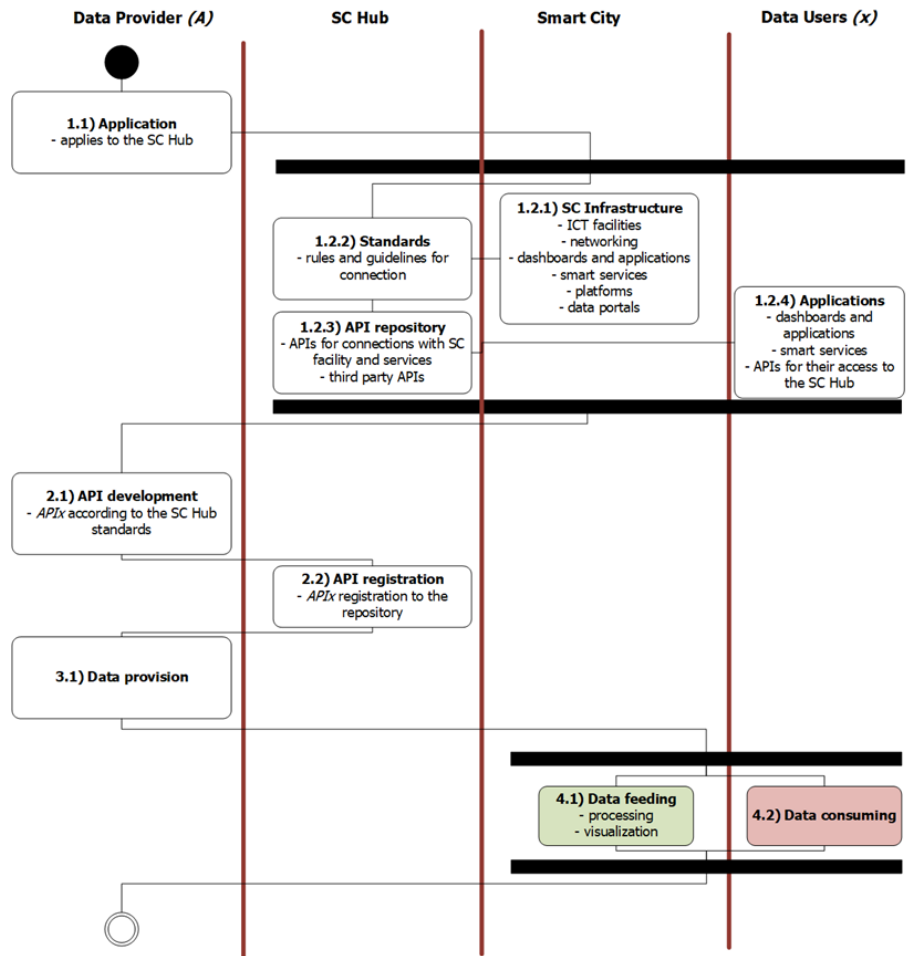 Data Provider (A)
SC Hub
Smart City
Data Users (x)
1.1) Application
- applies to the SC Hub
1.2.1) SC Infrastructure
- ICT facilities
- networking
- dashboards and applications
- smart services
- platforms
- data portals
1.2.2) Standards
- rules and guidelines for
connection
1.2.3) API repository
- APIs for connections with SC
facility and services
- third party APIs
1.2.4) Applications
- dashboards and
applications
- smart services
- APIs for their access to
the SC Hub
2.1) API development
- APIx according to the SC Hub
standards
2.2) API registration
- APIx registration to the
repository
3.1) Data provision
4.1) Data feeding
- processing
- visualization
4.2) Data consuming